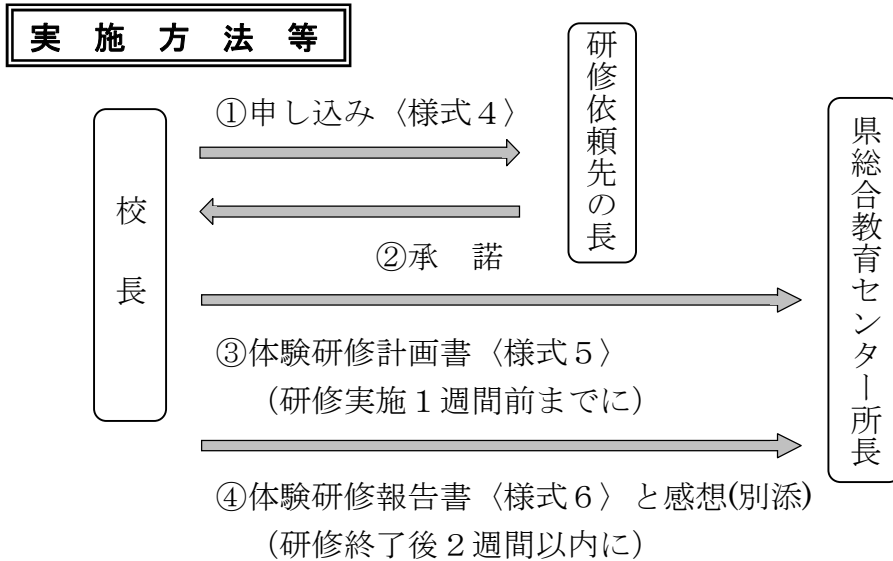 実 施 方 法 等
校長
①申し込み〈様式４〉
研修依頼先の長
②承 諾
県総合教育センター所長
③体験研修計画書〈様式５〉
（研修実施１週間前までに）
④体験研修報告書〈様式６〉と感想(別添)
（研修終了後２週間以内に）